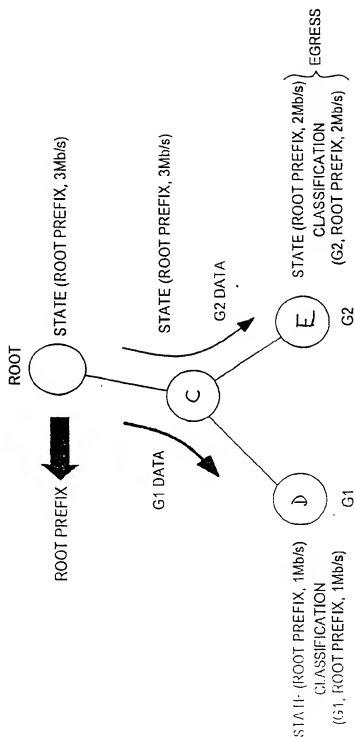 ROOT
STATE (ROOT PREFIX, 3Mb/s)
ROOT PREFIX
STATE (ROOT PREFIX, 3Mb/s)
G1 DATA
G2 DATA
C
D
E
G1
G2
STATE (ROOT PREFIX, 1Mb/s)
CLASSIFICATION
(G1, ROOT PREFIX, 1Mb/s)
STATE (ROOT PREFIX, 2Mb/s)
CLASSIFICATION
(G2, ROOT PREFIX, 2Mb/s)
EGRESS